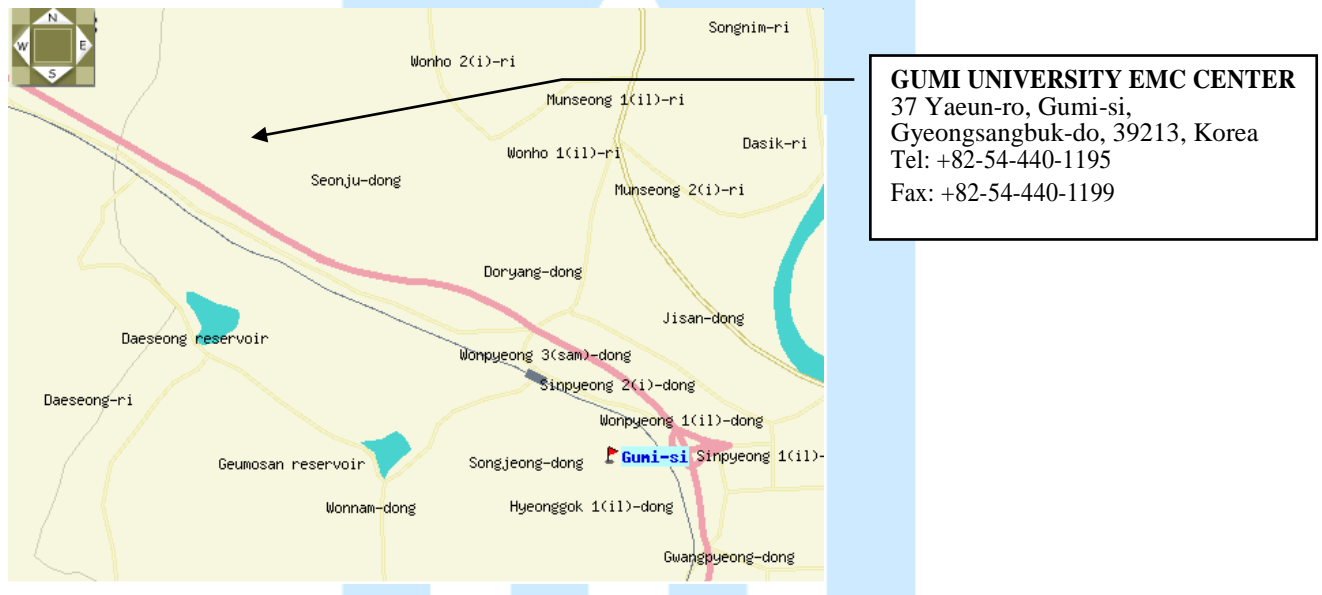 N
W
E
S
Songnim-ri
Wonho 2(i)-ri
Munseong 1(il)-ri
Dasik-ri
Wonho 1(il)-ri
Seonju-dong
Munseong 2(i)-ri
Doryang-dong
Jisan-dong
Daeseong reservoir
Wonpyeong 3(sam)-dong
Sinpyeong 2(i)-dong
Daeseong-ri
Wonpyeong 1(il)-dong
Gumi-si
Sinpyeong 1(il)-
Geumosan reservoir
Songjeong-dong
Wonnam-dong
Hyeonggok 1(il)-dong
Gwangpyeong-dong
GUMI UNIVERSITY EMC CENTER
37 Yaeun-ro, Gumi-si,
Gyeongsangbuk-do, 39213, Korea
Tel: +82-54-440-1195
Fax: +82-54-440-1199